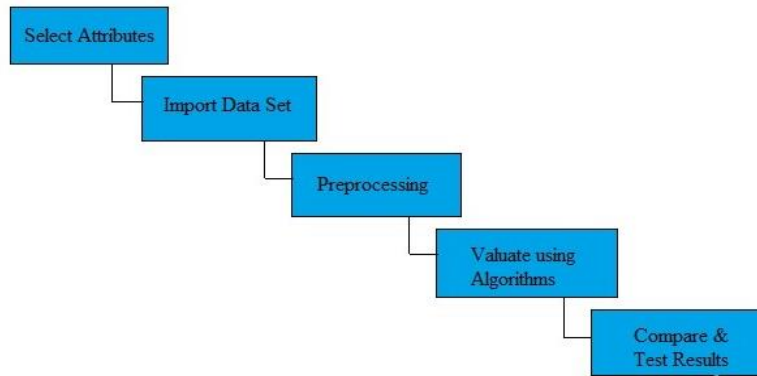 Select Attributes
Import Data Set
Preprocessing
Valuate using
Algorithms
Compare &
Test Results